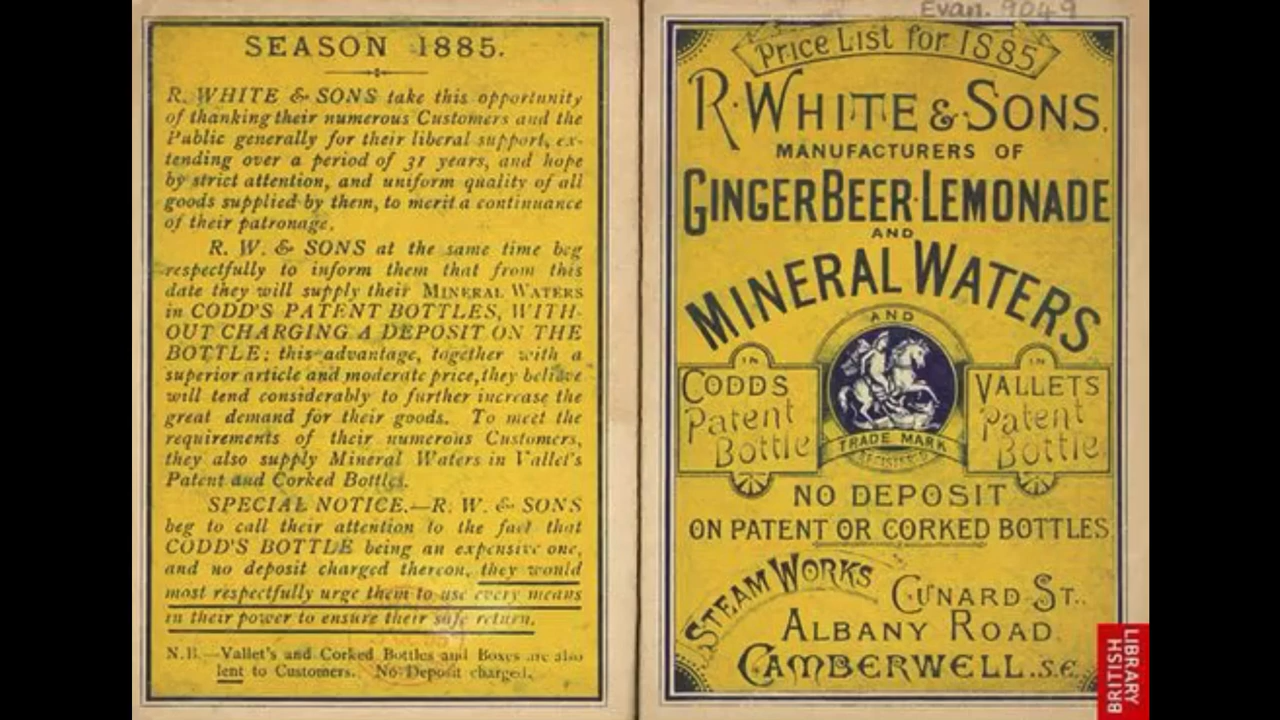 SEASON 1885.
R. WHITE & SONS take this opportunity
of thanking their numerous Customers and the
Public generally for their liberal support, ex-
tending over a period of 31 years, and hope
by strict attention, and uniform quality of all
goods supplied by them, to merit a continuance
of their patronage.
R. W. & SONS at the same time beg
respectfully to inform them that from this
date they will supply their MINERAL WATERS
in CODD'S PATENT BOTTLES, WITH-
OUT CHARGING A DEPOSIT ON THE
BOTTLE; this advantage, together with a
superior article and moderate price, they believe
will tend considerably to further increase the
great demand for their goods. To meet the
requirements of their numerous Customers,
they also supply Mineral Waters in Vallet's
Patent and Corked Bottles.
SPECIAL NOTICE.—R. W. & SONS
beg to call their attention to the fact that
CODD'S BOTTLE being an expensive one,
and no deposit charged thereon, they would
most respectfully urge them to use every means
in their power to ensure their safe return.
N.B.—Vallet's and Corked Bottles and Boxes are also
lent to Customers. No Deposit charged.
Evan. 9049
Price List for 1885
R. WHITE & SONS.
MANUFACTURERS OF
GINGER BEER·LEMONADE
AND
MINERAL WATERS
AND
IN
CODDS
Patent
Bottle
TRADE MARK
REGISTERED
IN
VALLETS
Patent
Bottle
NO DEPOSIT
ON PATENT OR CORKED BOTTLES
STEAM WORKS
CUNARD ST.
ALBANY ROAD
CAMBERWELL.S.E.
LIBRARY
BRITISH